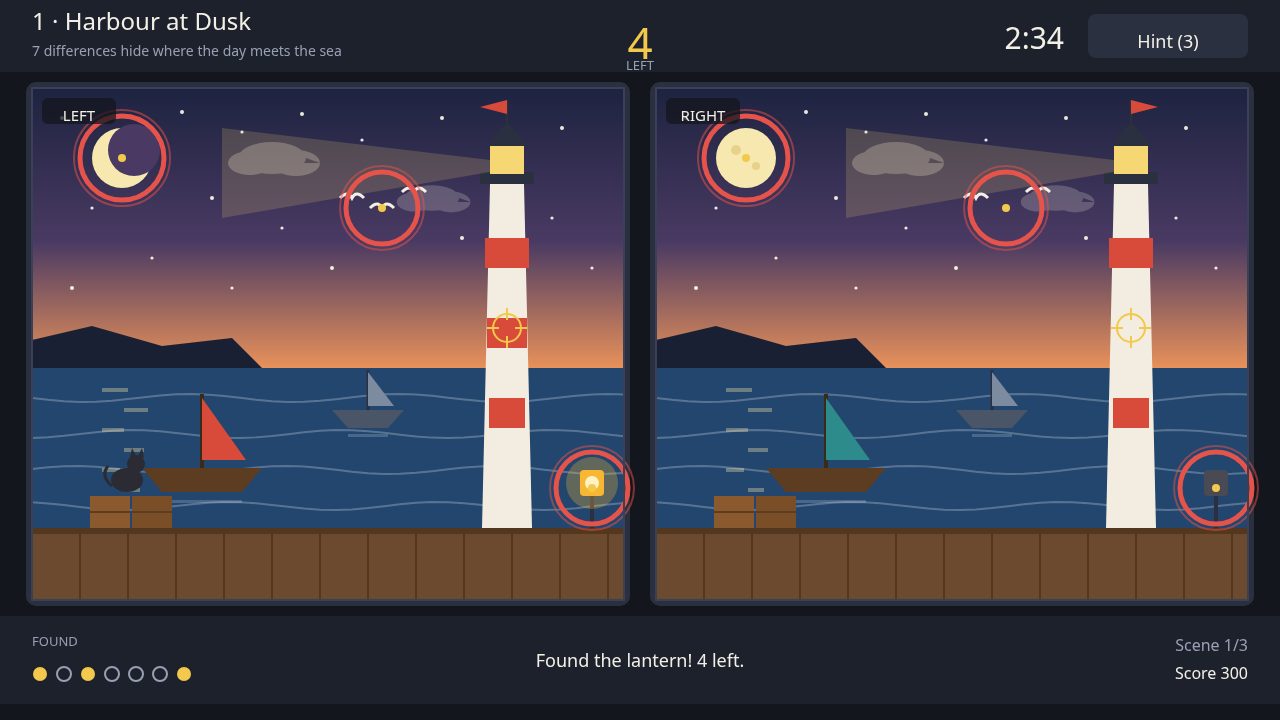 1 · Harbour at Dusk
7 differences hide where the day meets the sea
4
LEFT
2:34
Hint (3)
LEFT
RIGHT
FOUND
Found the lantern! 4 left.
Scene 1/3
Score 300